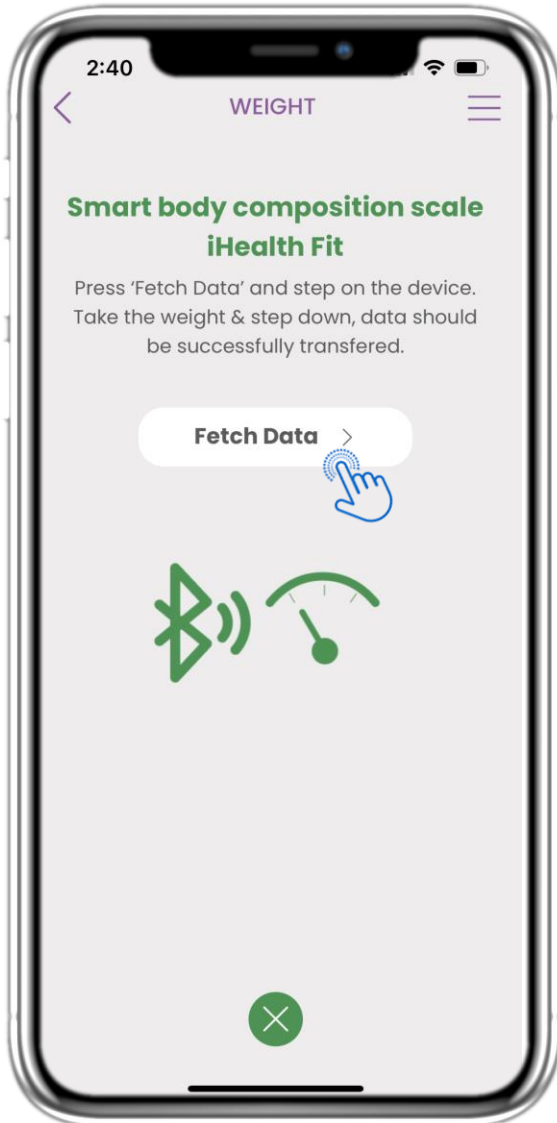 2:40
WEIGHT
Smart body composition scale
iHealth Fit
Press ‘Fetch Data’ and step on the device.
Take the weight & step down, data should
be successfully transfered.
Fetch Data